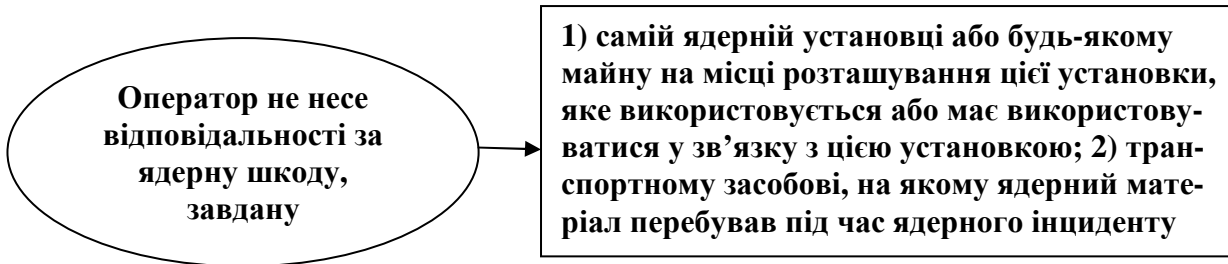 Оператор не несе
відповідальності за
ядерну шкоду,
завдану
1) самій ядерній установці або будь-якому
майну на місці розташування цієї установки,
яке використовується або має використову-
ватися у зв’язку з цією установкою; 2) тран-
спортному засобові, на якому ядерний мате-
ріал перебував під час ядерного інциденту